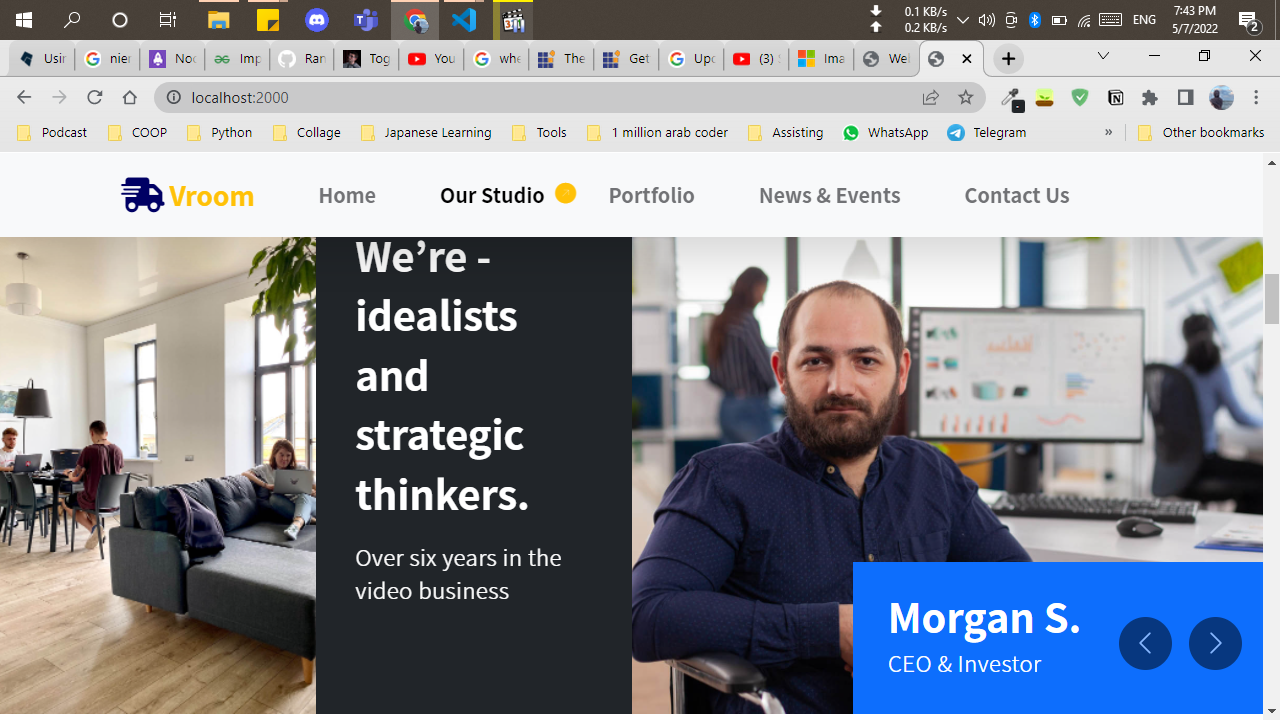 0.1 KB/s
0.2 KB/s
ENG
7:43 PM
5/7/2022
2
Usin
nier
Noc
Imp
Ran
Tog
You
whe
The
Get
Upc
(3)
Ima
Wel
localhost:2000
Podcast
COOP
Python
Collage
Japanese Learning
Tools
1 million arab coder
Assisting
WhatsApp
Telegram
»
Other bookmarks
Vroom
Home
Our Studio
Portfolio
News & Events
Contact Us
We’re -
idealists
and
strategic
thinkers.
Over six years in the
video business
Morgan S.
CEO & Investor